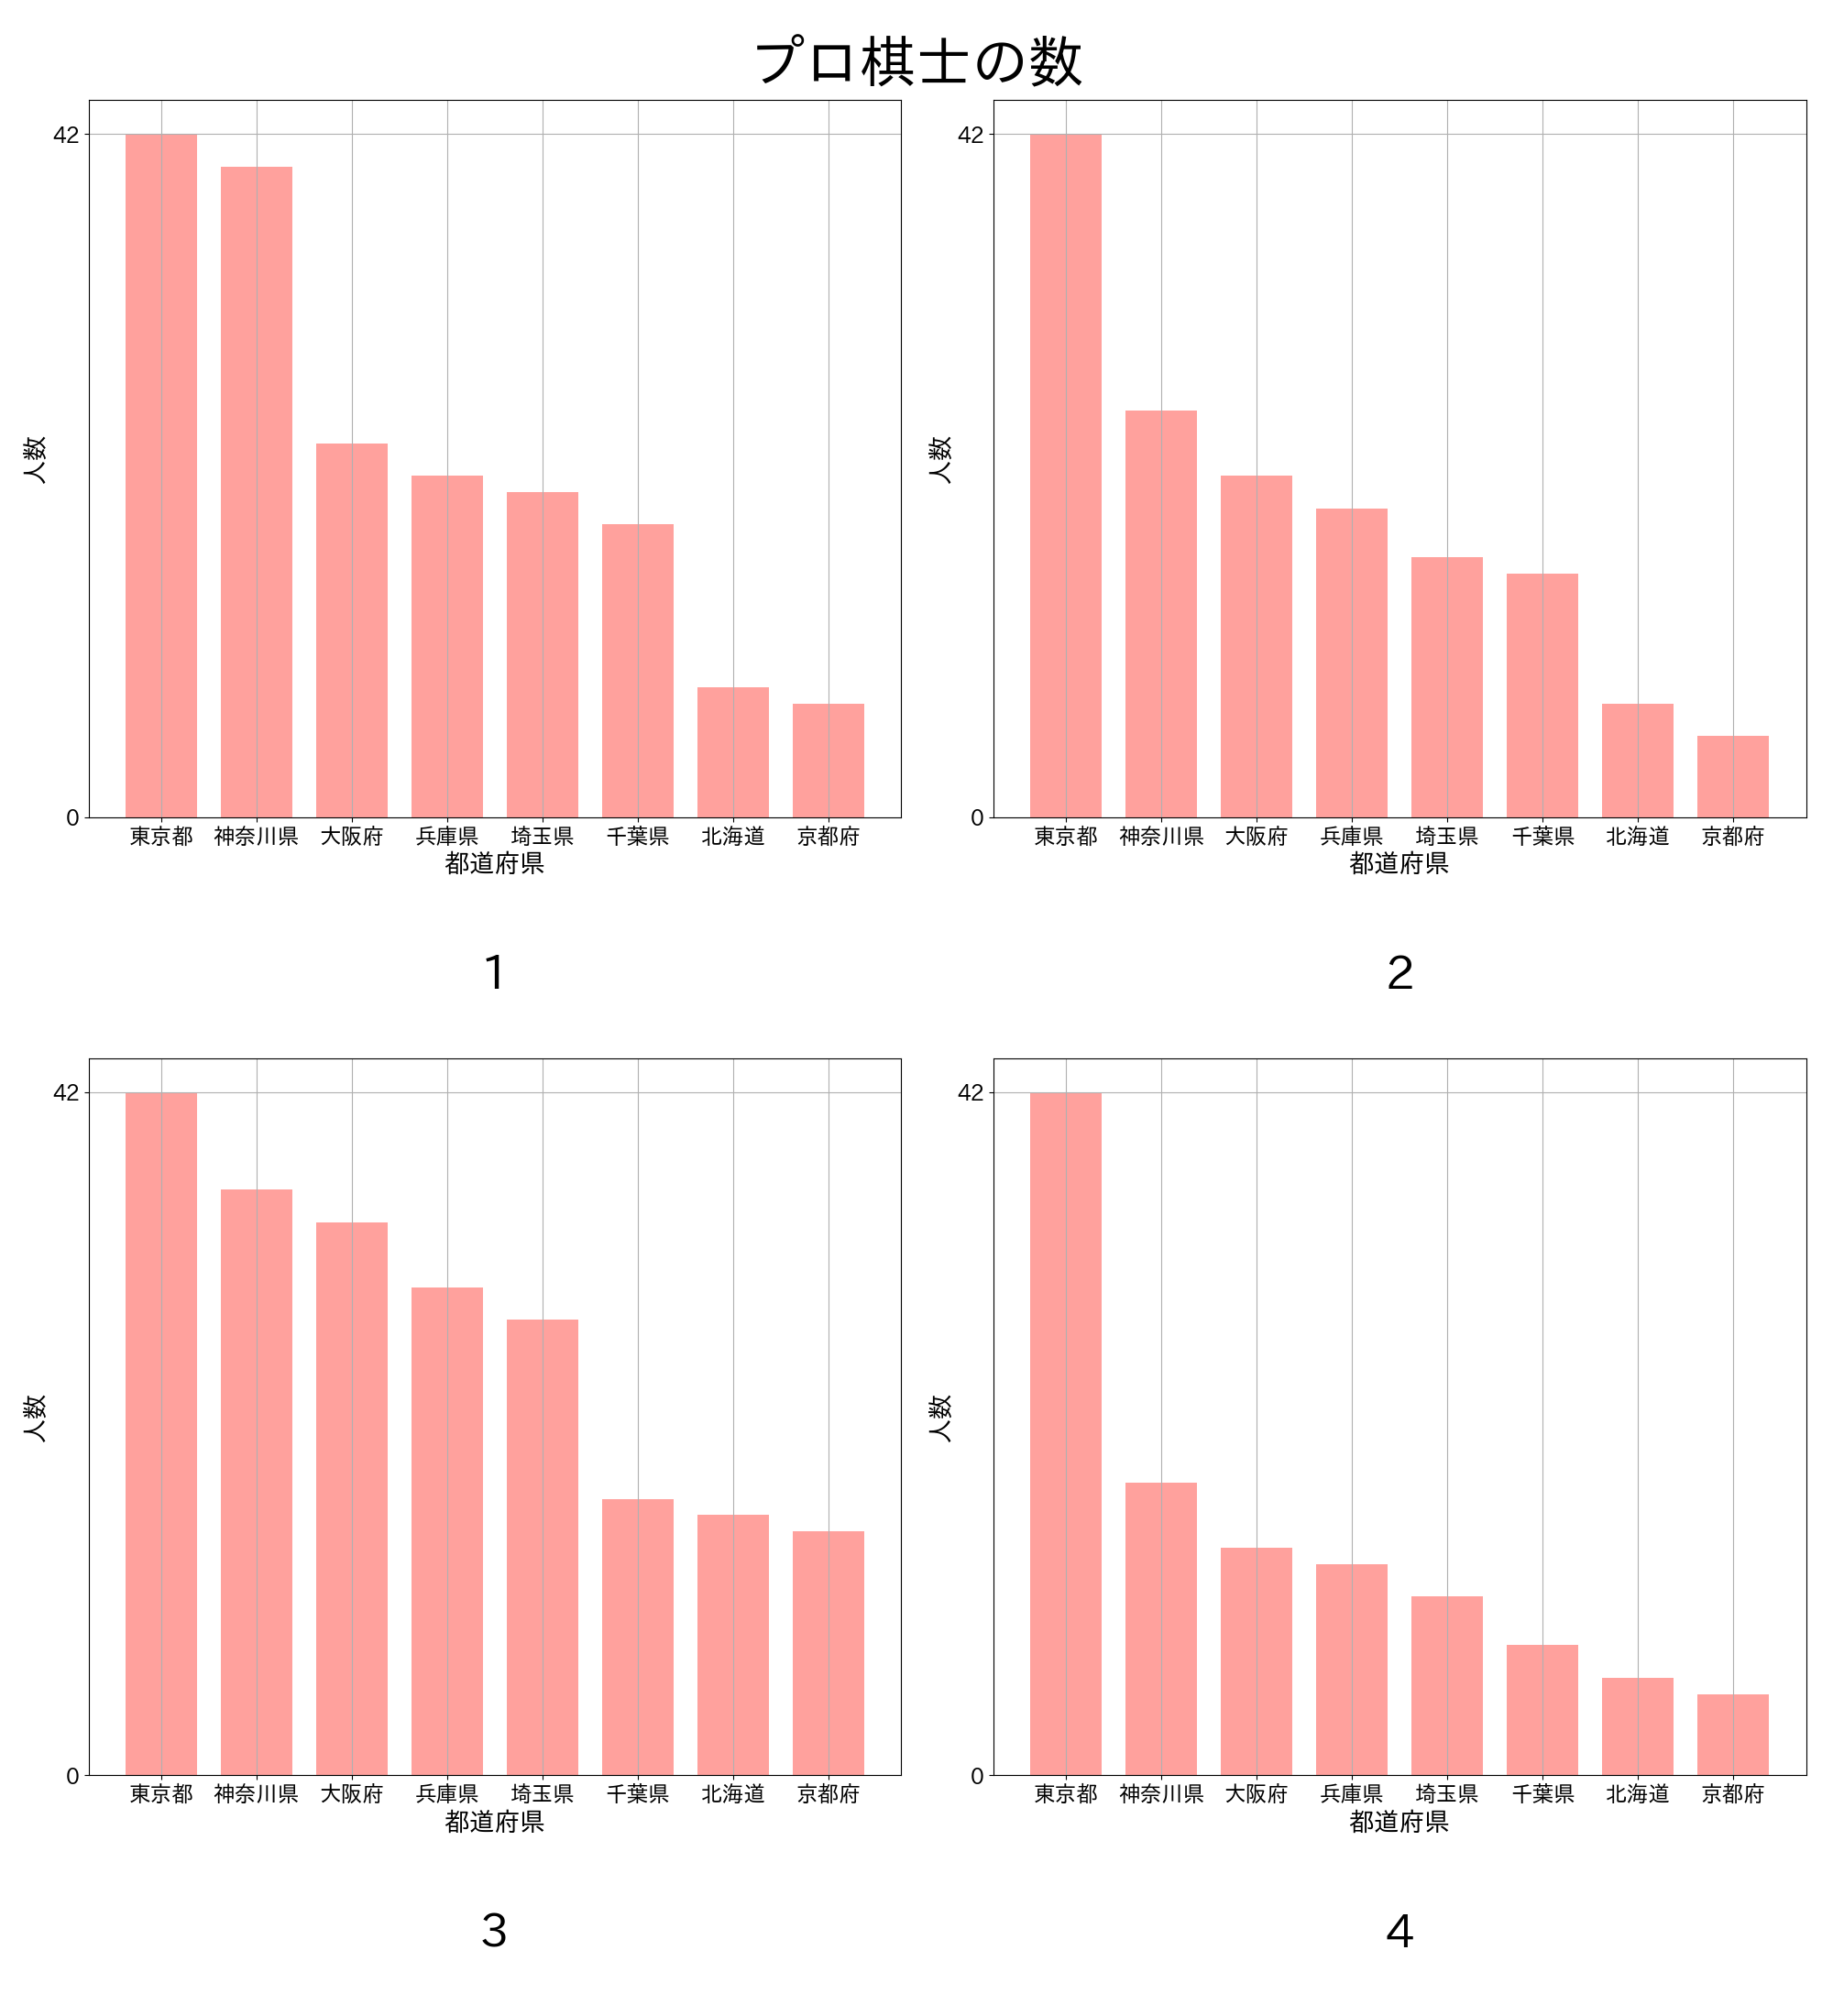 プロ棋士の数
42
0
人数
東京都 神奈川県 大阪府 兵庫県 埼玉県 千葉県 北海道 京都府
都道府県
1
42
0
人数
東京都 神奈川県 大阪府 兵庫県 埼玉県 千葉県 北海道 京都府
都道府県
2
42
0
人数
東京都 神奈川県 大阪府 兵庫県 埼玉県 千葉県 北海道 京都府
都道府県
3
42
0
人数
東京都 神奈川県 大阪府 兵庫県 埼玉県 千葉県 北海道 京都府
都道府県
4